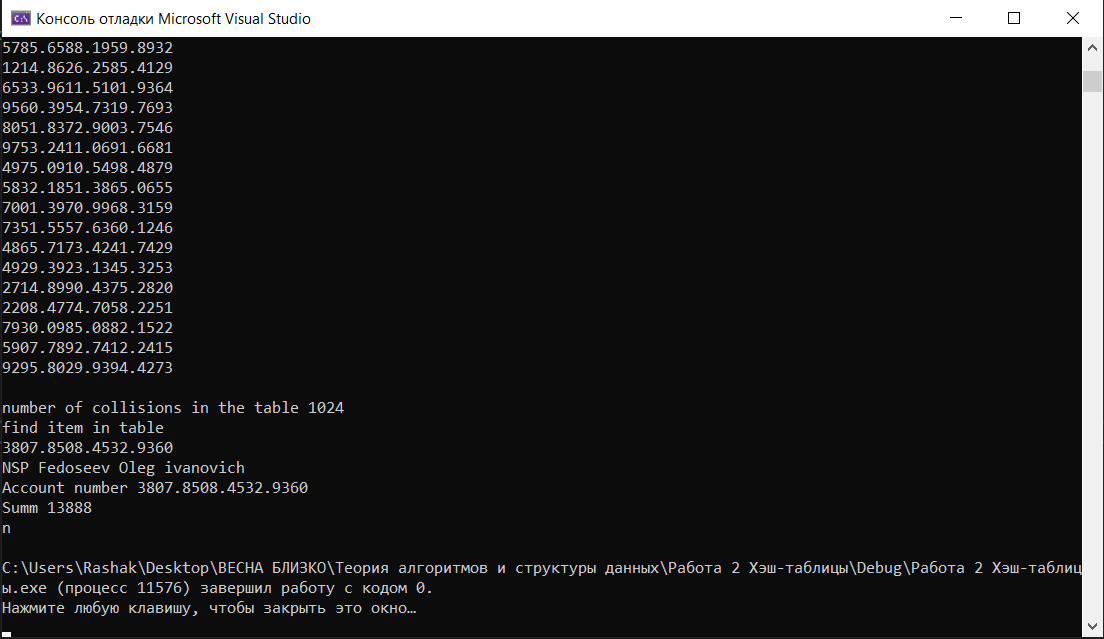 Консоль отладки Microsoft Visual Studio
5785.6588.1959.8932
1214.8626.2585.4129
6533.9611.5101.9364
9560.3954.7319.7693
8051.8372.9003.7546
9753.2411.0691.6681
4975.0910.5498.4879
5832.1851.3865.0655
7001.3970.9968.3159
7351.5557.6360.1246
4865.7173.4241.7429
4929.3923.1345.3253
2714.8990.4375.2820
2208.4774.7058.2251
7930.0985.0882.1522
5907.7892.7412.2415
9295.8029.9394.4273
number of collisions in the table 1024
find item in table
3807.8508.4532.9360
NSP Fedoseev Oleg ivanovich
Account number 3807.8508.4532.9360
Summ 13888
n
C:\Users\Rashak\Desktop\ВЕСНА БЛИЗКО\Теория алгоритмов и структуры данных\Работа 2 Хэш-таблицы\Debug\Работа 2 Хэш-таблиц
ы.exe (процесс 11576) завершил работу с кодом 0.
Нажмите любую клавишу, чтобы закрыть это окно…